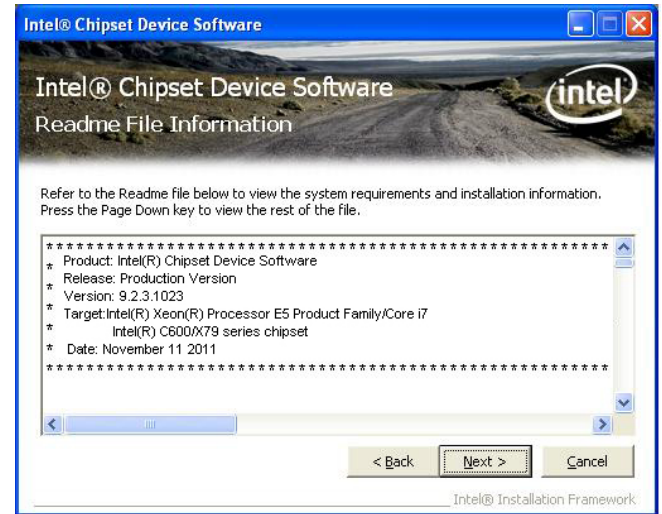 Intel® Chipset Device Software
Intel® Chipset Device Software
intel
Readme File Information
Refer to the Readme file below to view the system requirements and installation information.
Press the Page Down key to view the rest of the file.
************************************************************
* Product: Intel(R) Chipset Device Software
* Release: Production Version
* Version: 9.2.3.1023
* Target:Intel(R) Xeon(R) Processor E5 Product Family/Core i7
* Intel(R) C600/X79 series chipset
* Date: November 11 2011
************************************************************
< Back Next > Cancel
Intel® Installation Framework